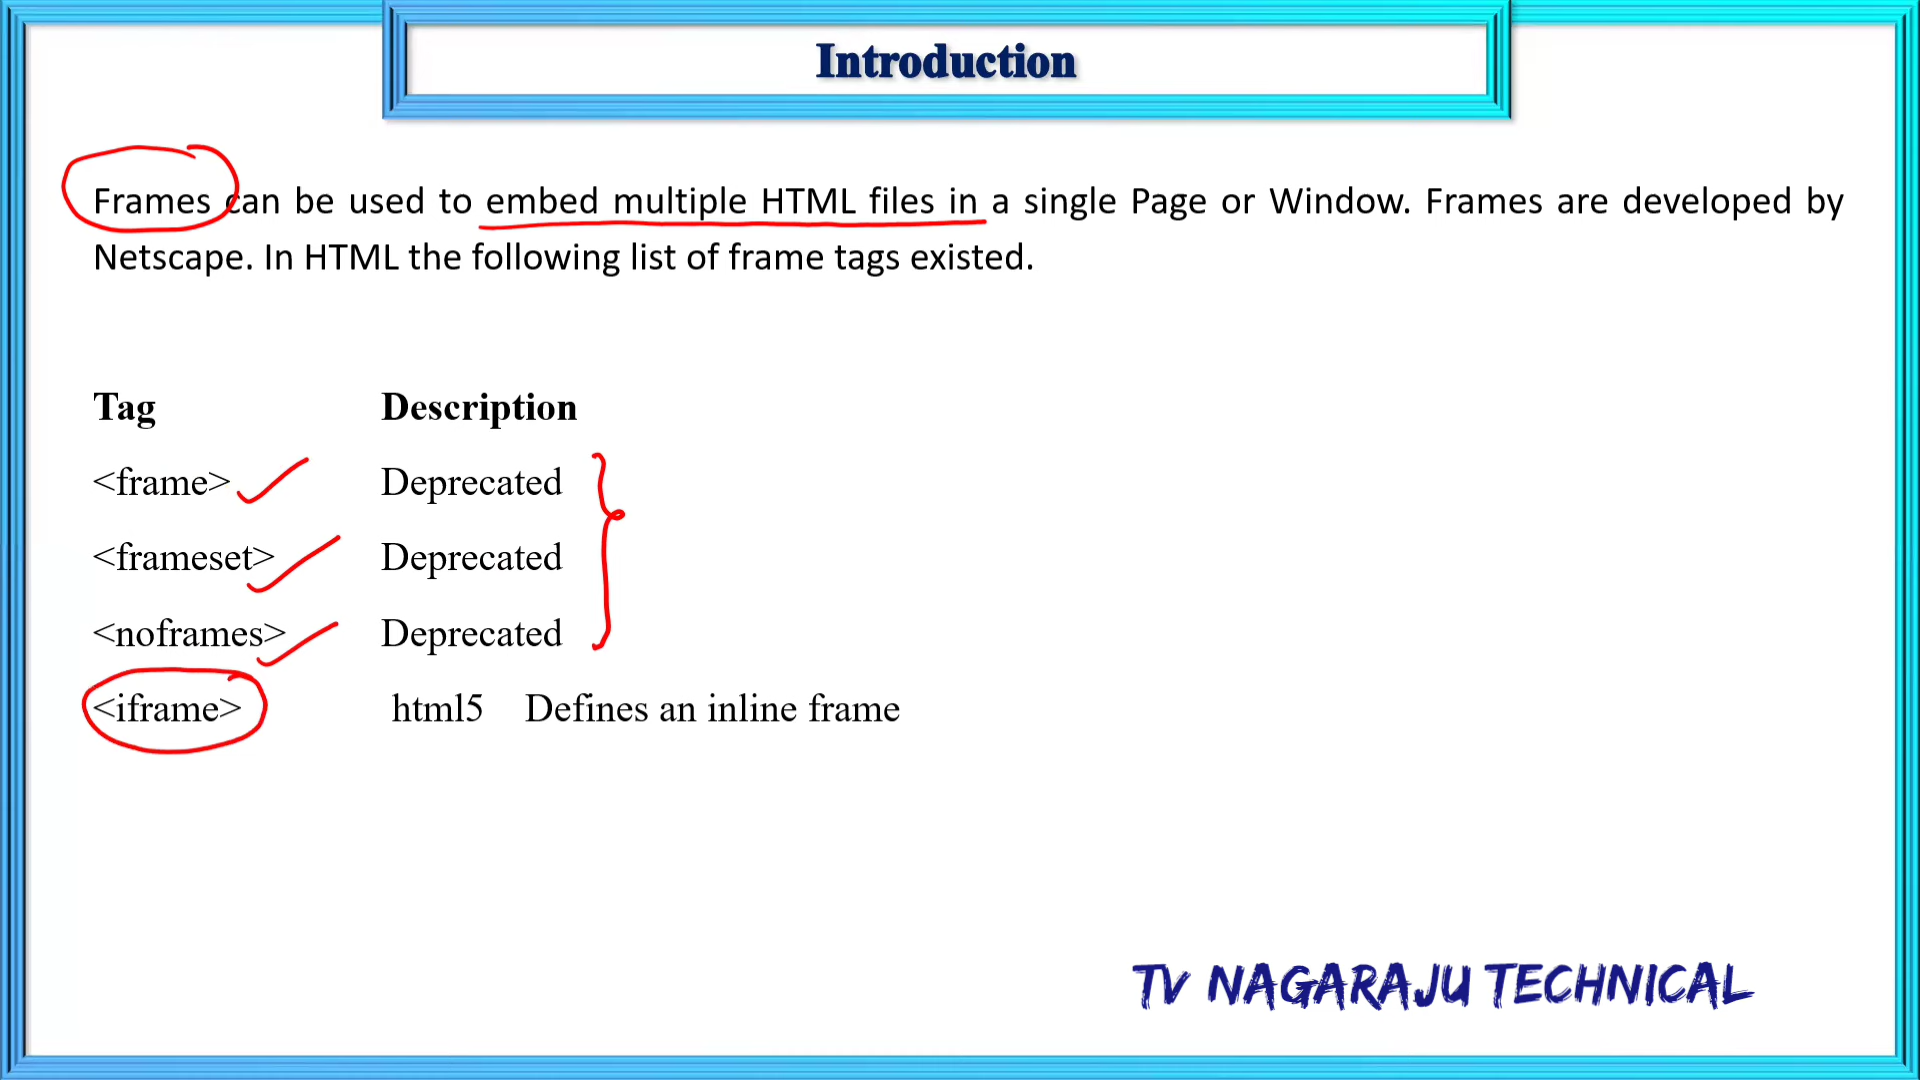 Introduction
Frames can be used to embed multiple HTML files in a single Page or Window. Frames are developed by
Netscape. In HTML the following list of frame tags existed.
Tag Description
<frame> Deprecated
<frameset> Deprecated
<noframes> Deprecated
<iframe> html5 Defines an inline frame
TV NAGARAJU TECHNICAL